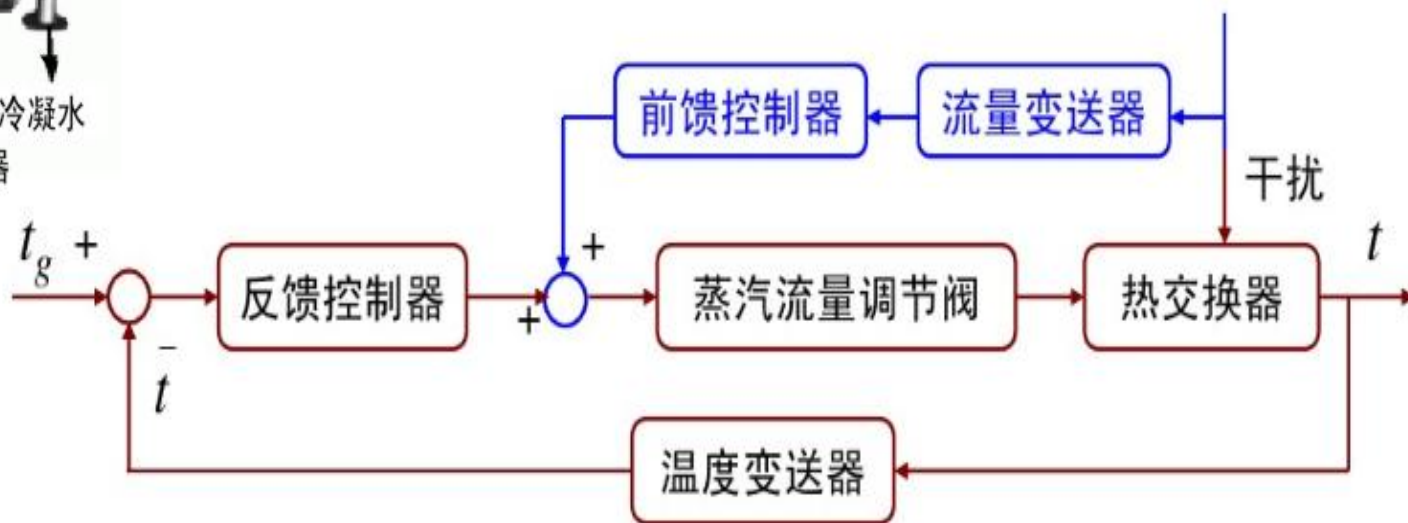 冷凝水
器
前馈控制器
流量变送器
干扰
t_g +
反馈控制器
+
+
蒸汽流量调节阀
热交换器
t
-
t
温度变送器